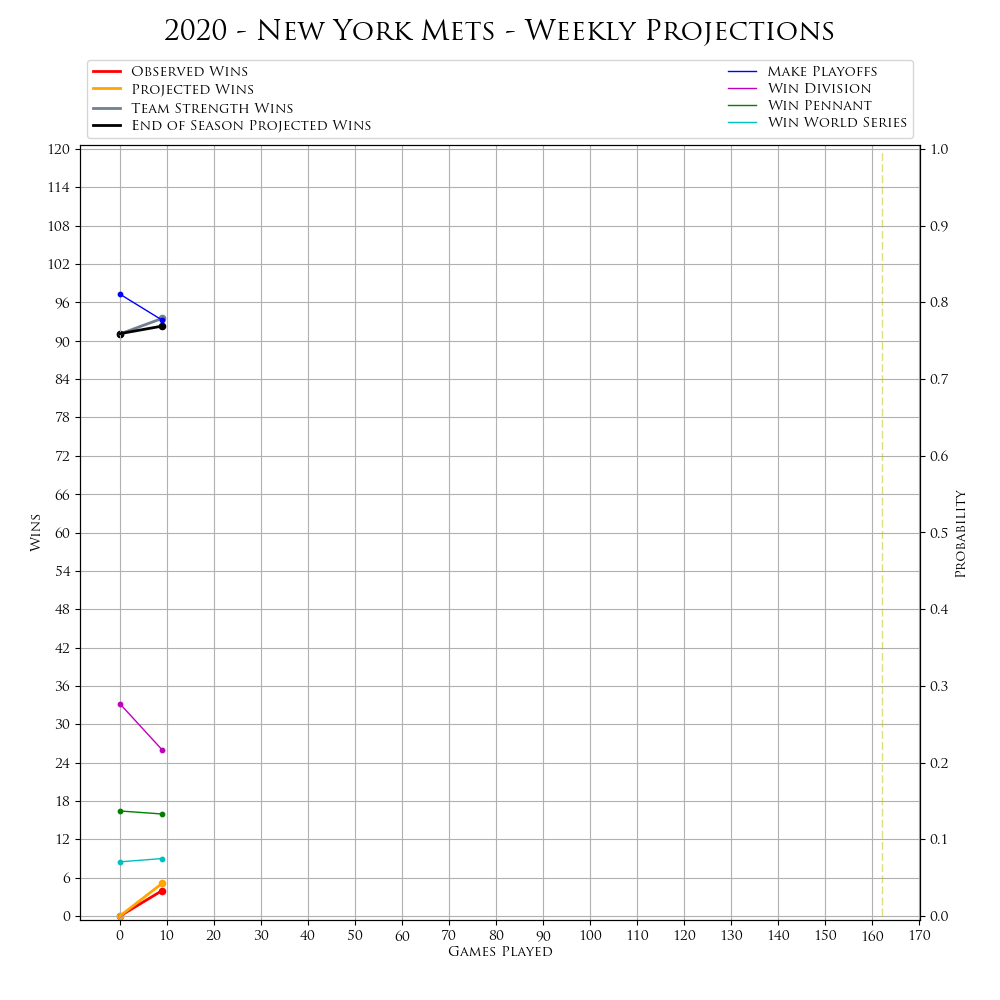 2020 - New York Mets - Weekly Projections
Observed Wins
Projected Wins
Team Strength Wins
End of Season Projected Wins
Make Playoffs
Win Division
Win Pennant
Win World Series
120
114
108
102
96
90
84
78
72
66
60
54
48
42
36
30
24
18
12
6
0
Wins
1.0
0.9
0.8
0.7
0.6
0.5
0.4
0.3
0.2
0.1
0.0
Probability
0 10 20 30 40 50 60 70 80 90 100 110 120 130 140 150 160 170
Games Played